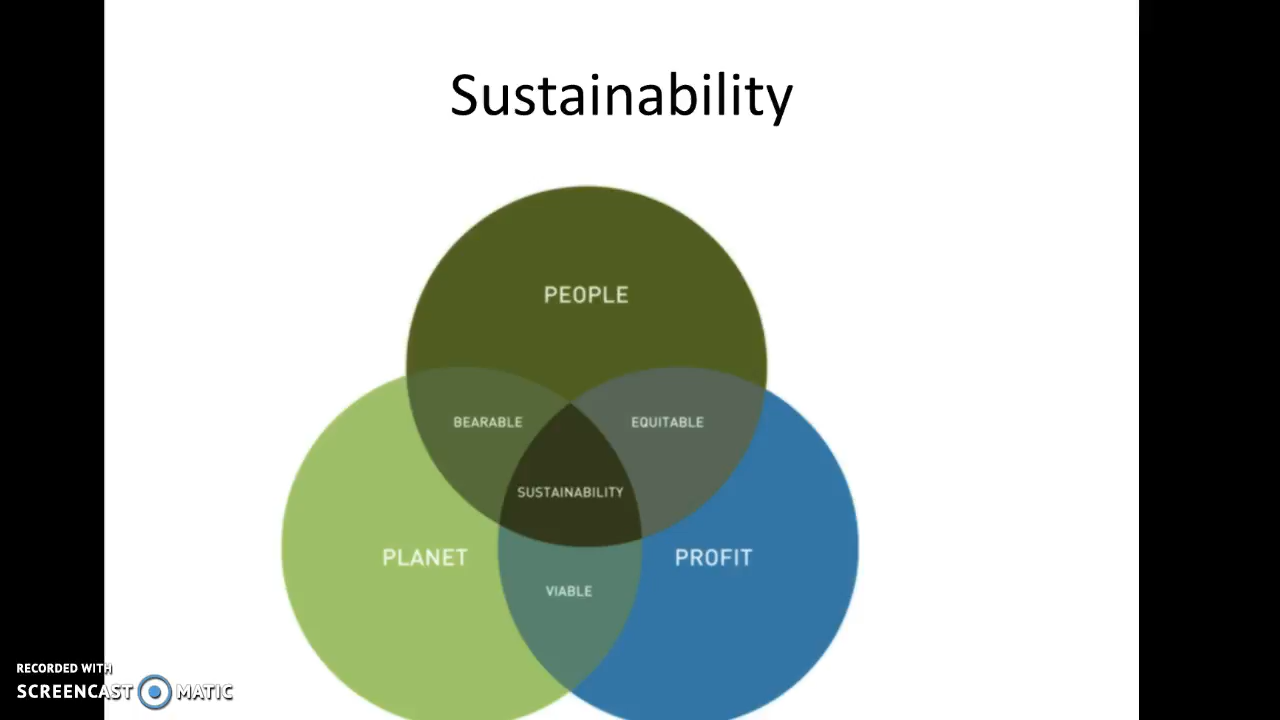 Sustainability
PEOPLE
BEARABLE
EQUITABLE
SUSTAINABILITY
PLANET
PROFIT
VIABLE
RECORDED WITH
SCREENCAST MATIC